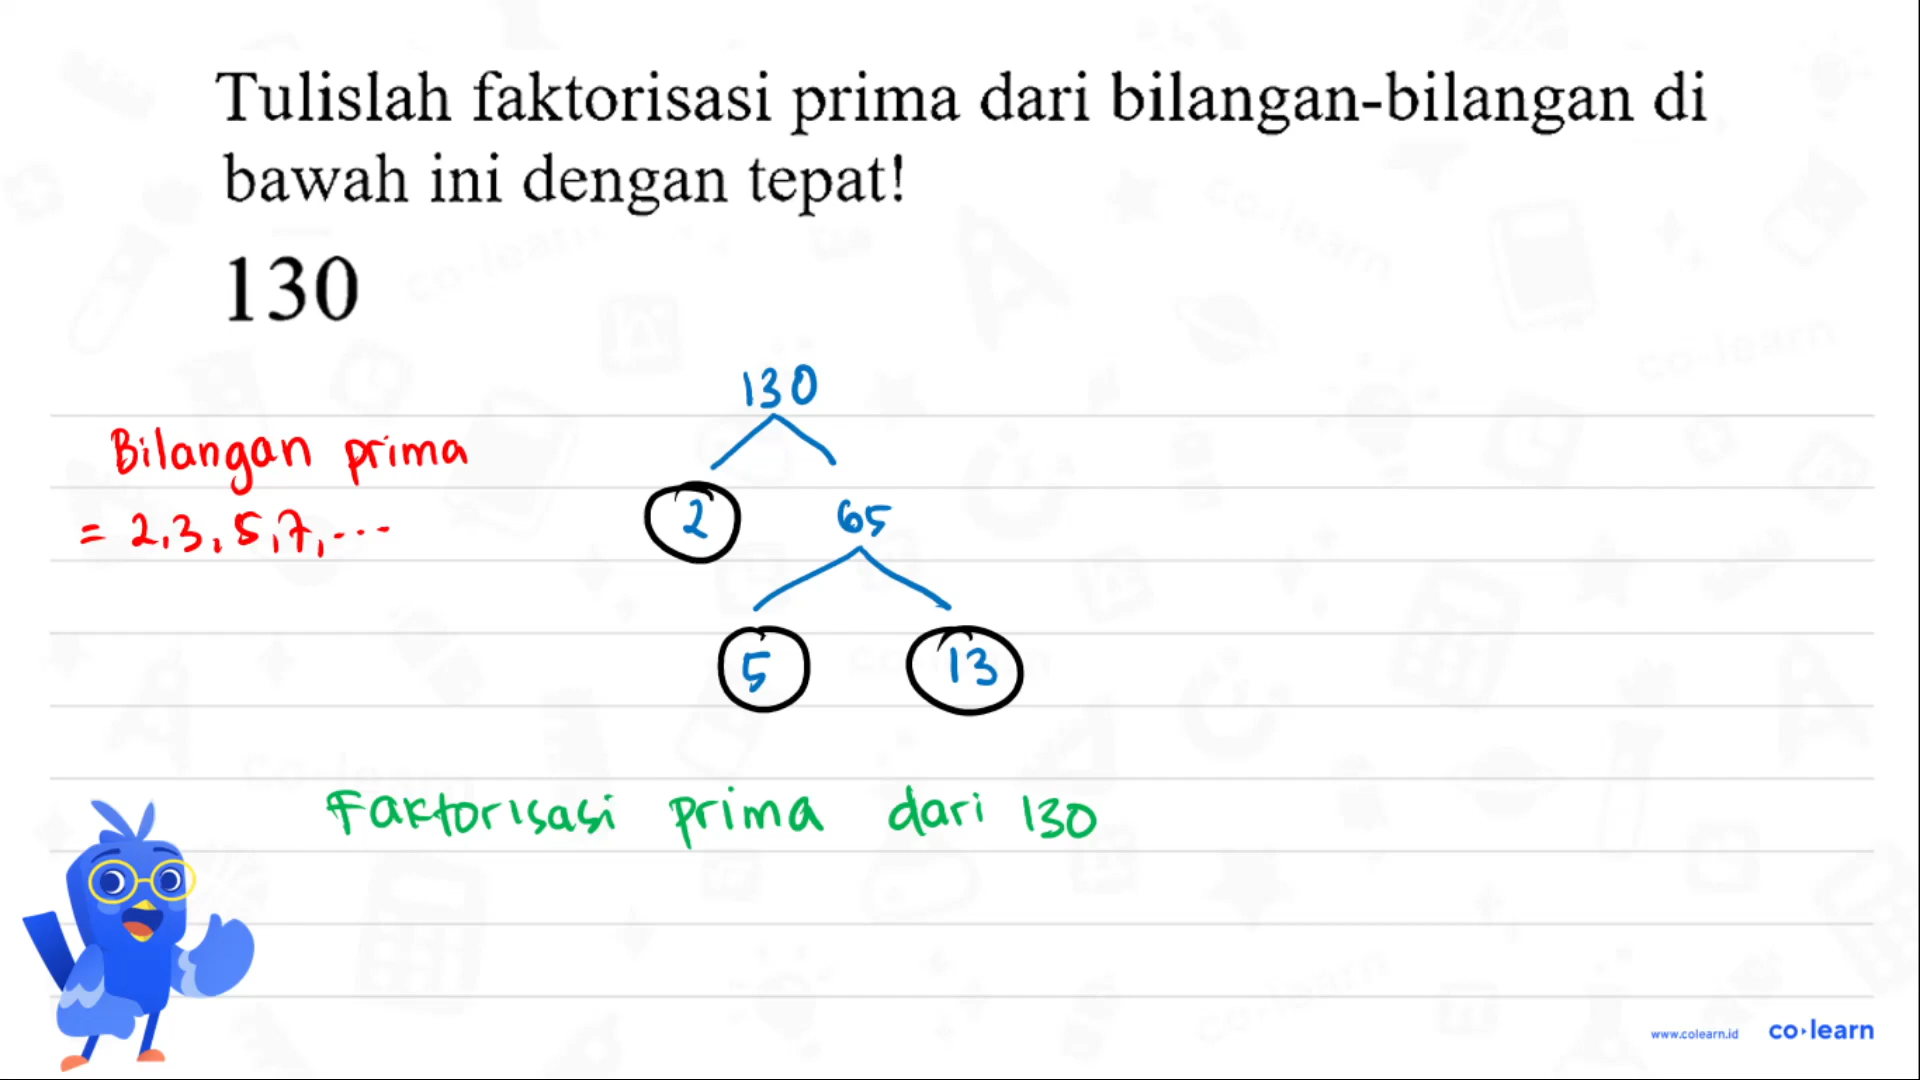 Tulislah faktorisasi prima dari bilangan-bilangan di
bawah ini dengan tepat!
130
130
Bilangan prima
= 2, 3, 5, 7, ...
2 65
5 13
Faktorisasi prima dari 130
www.colearn.id co·learn